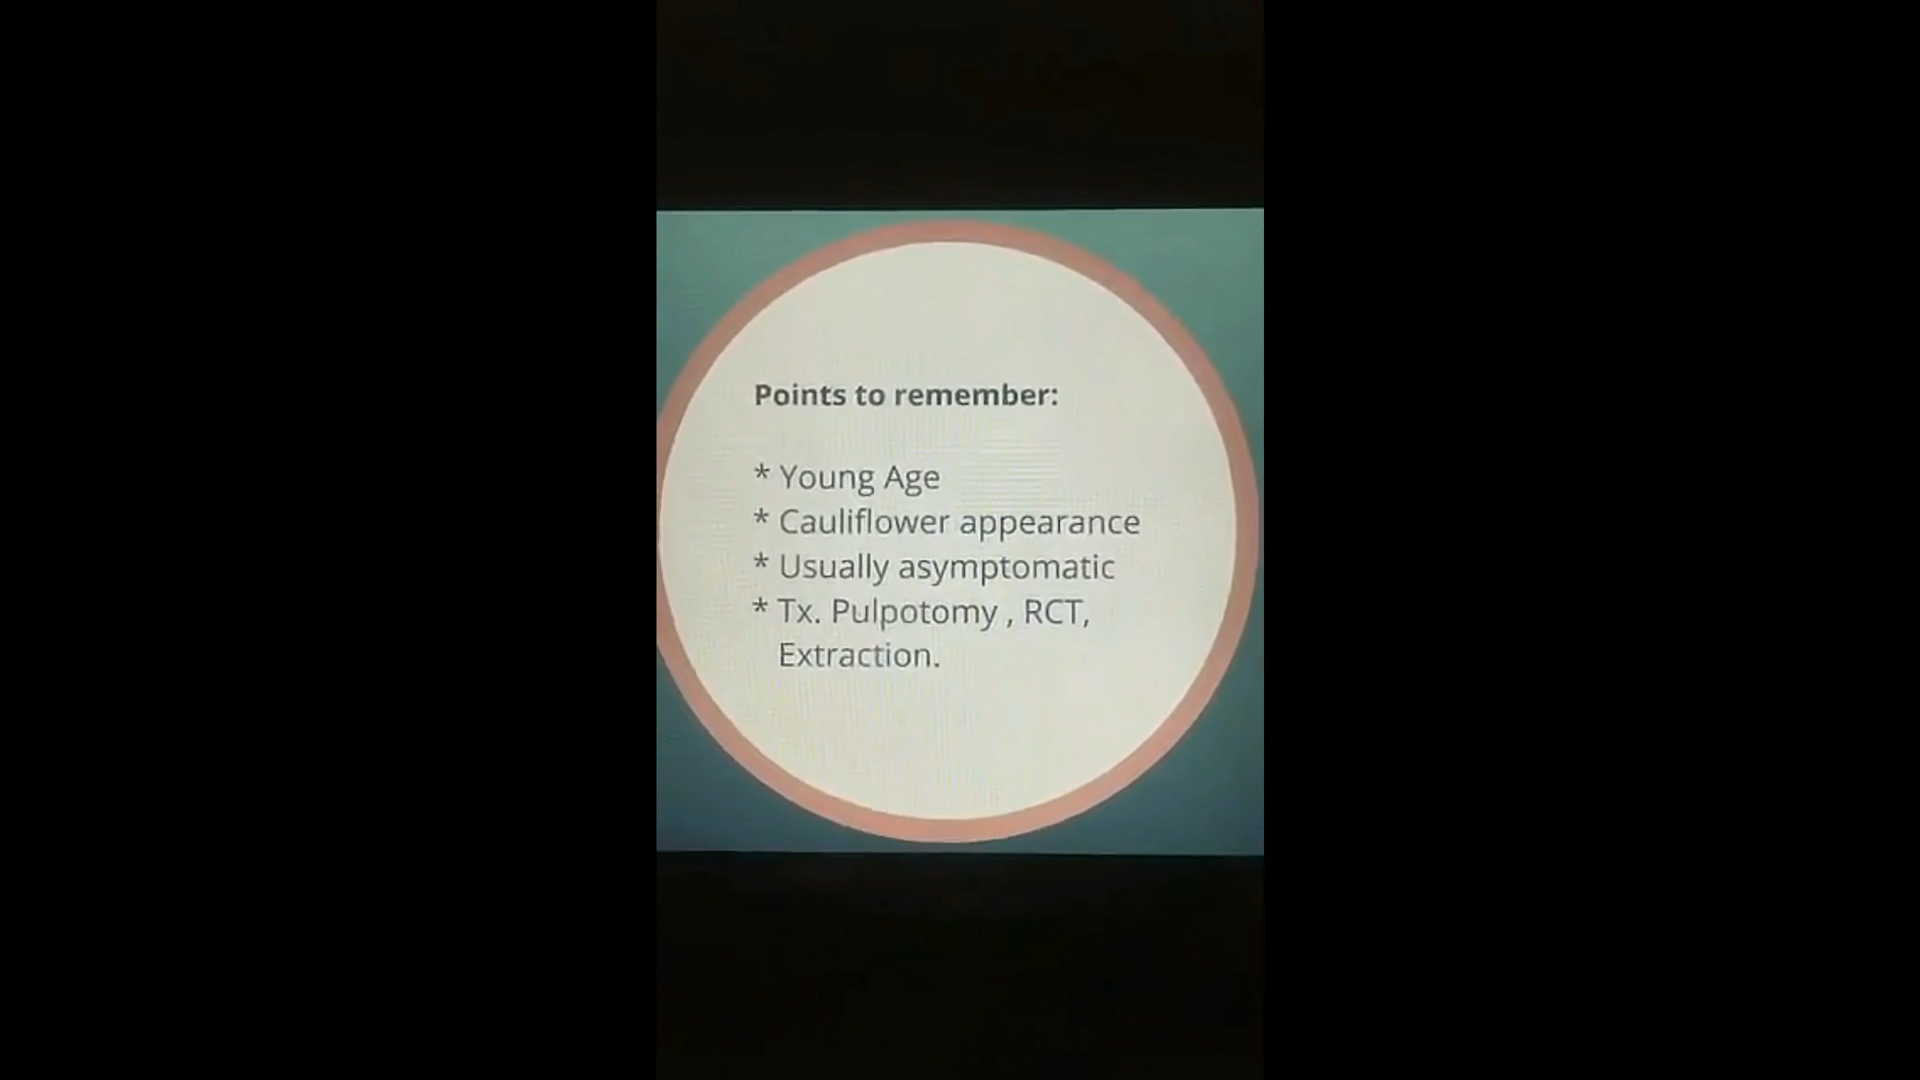 Points to remember:
* Young Age
* Cauliflower appearance
* Usually asymptomatic
* Tx. Pulpotomy , RCT,
Extraction.